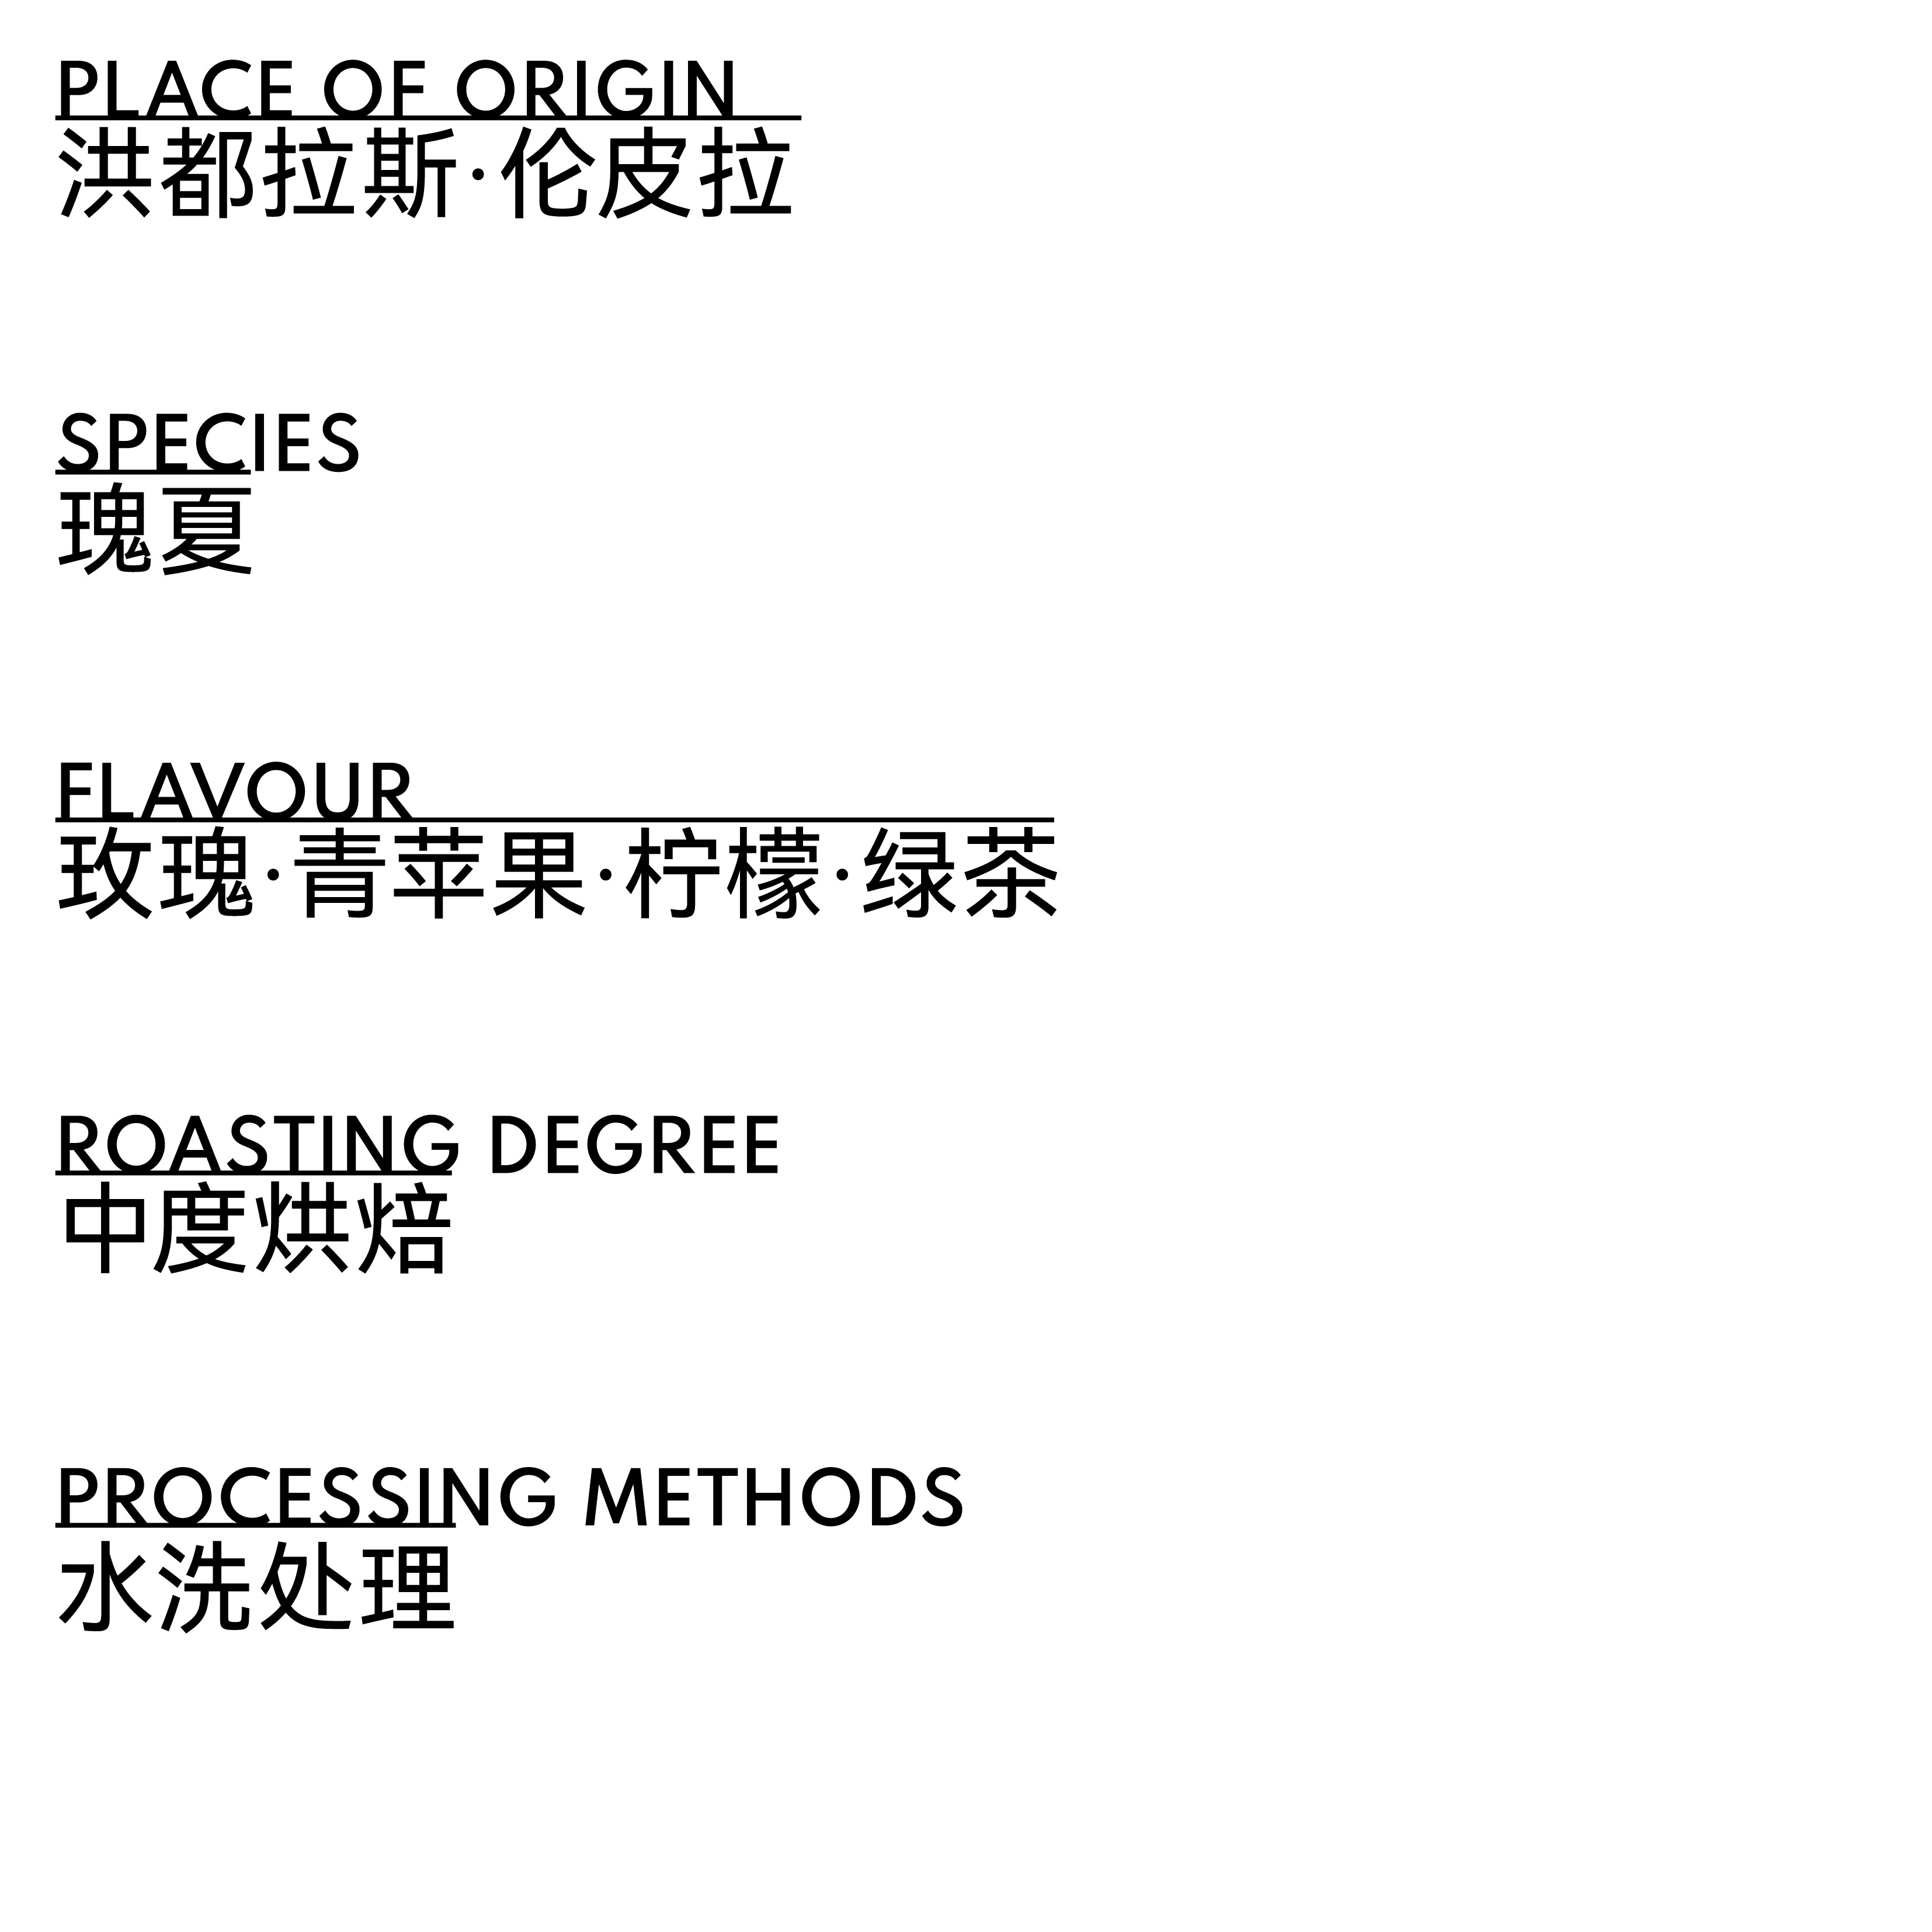 PLACE OF ORIGIN
洪都拉斯·伦皮拉
SPECIES
瑰夏
FLAVOUR
玫瑰·青苹果·柠檬·绿茶
ROASTING DEGREE
中度烘焙
PROCESSING METHODS
水洗处理